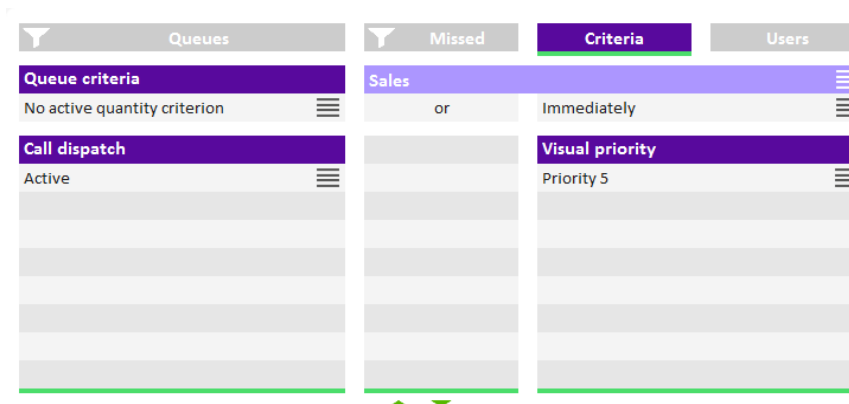 Queues Missed Criteria Users
Queue criteria Sales
No active quantity criterion or Immediately
Call dispatch Visual priority
Active Priority 5